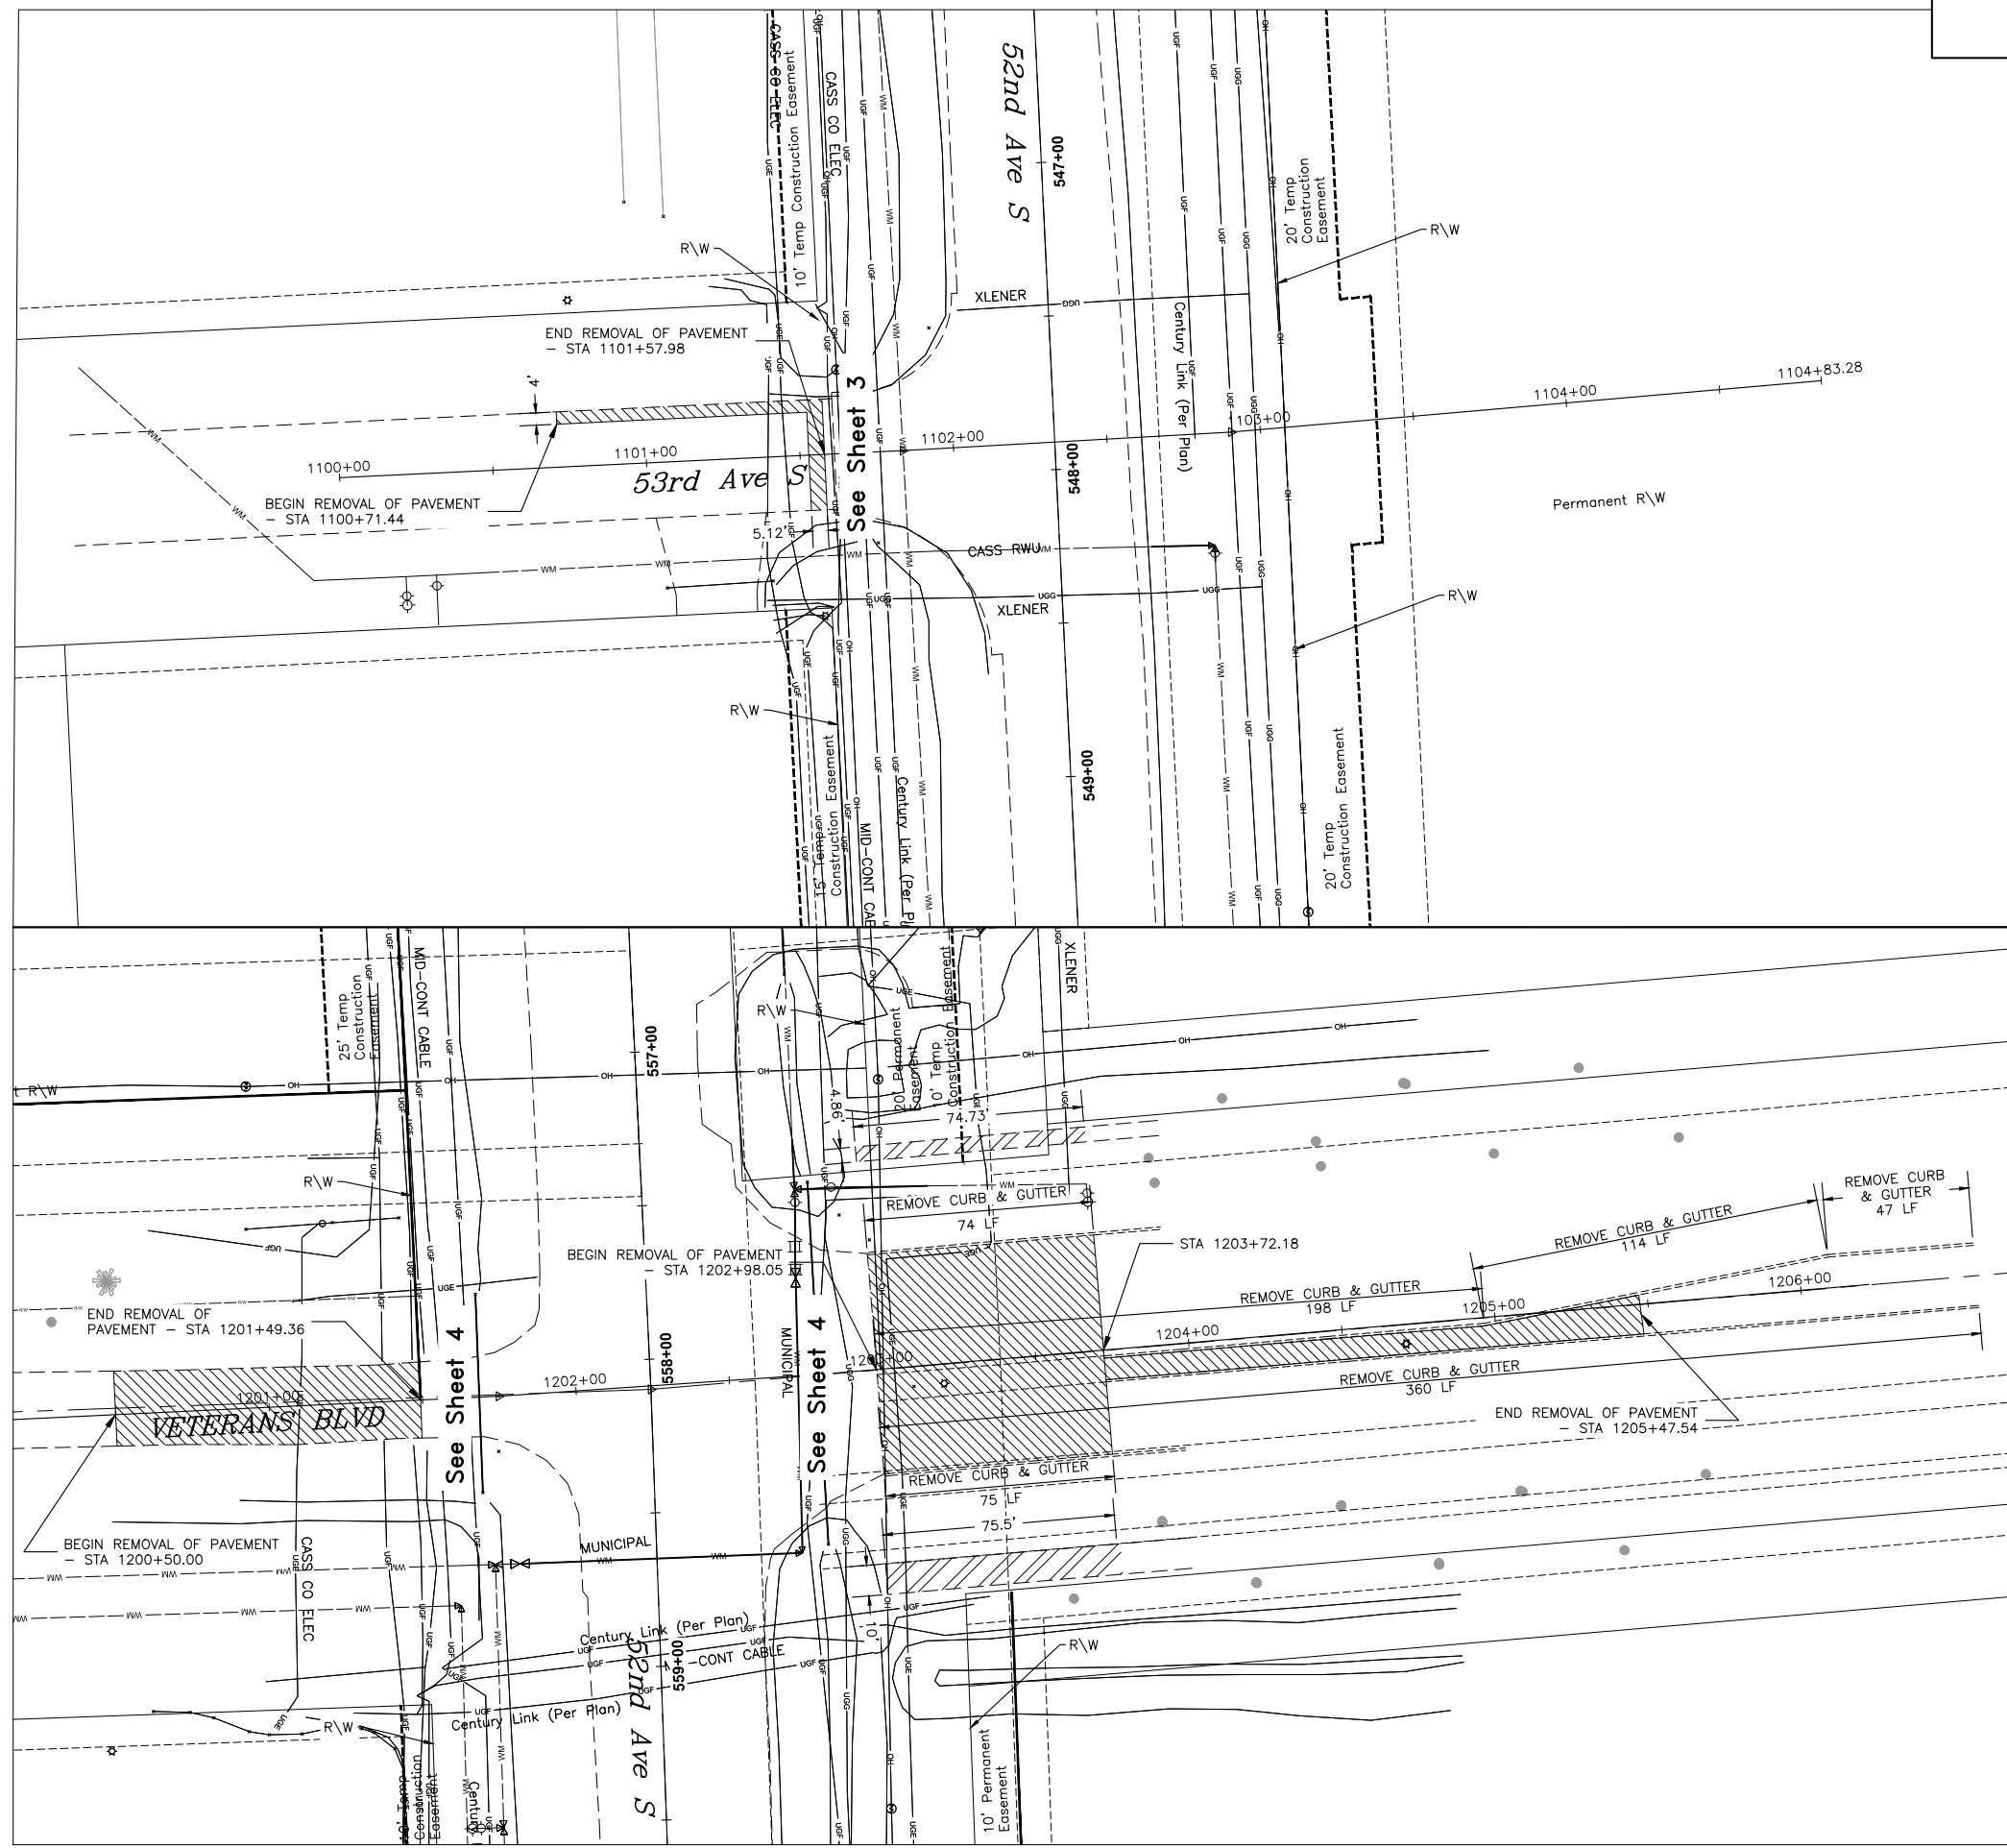 CASS CO ELEC
10' Temp Construction Easement
CASS CO ELEC
52nd Ave S
547+00
20' Temp
Construction
Easement
R\W
R\W
XLENER
UGG
Century Link (Per Plan)
END REMOVAL OF PAVEMENT
- STA 1101+57.98
4'
See Sheet 3
1104+83.28
1104+00
1103+00
1102+00
1101+00
1100+00
53rd Ave S
548+00
BEGIN REMOVAL OF PAVEMENT
- STA 1100+71.44
Permanent R\W
5.12'
CASS RWU
WM
UGG
XLENER
R\W
R\W
15' Temp
Construction Easement
MID-CONT CAB
Century Link (Per Pl
549+00
20' Temp
Construction Easement
25' Temp
Construction
Easement
MID-CONT CABLE
t R\W
OH
557+00
R\W
20' Permanent
Easement
10' Temp
Construction Easement
XLENER
4.86'
74.73'
R\W
REMOVE CURB & GUTTER
74 LF
REMOVE CURB
& GUTTER
47 LF
REMOVE CURB & GUTTER
114 LF
BEGIN REMOVAL OF PAVEMENT
- STA 1202+98.05
STA 1203+72.18
REMOVE CURB & GUTTER
198 LF
1206+00
1205+00
1204+00
END REMOVAL OF
PAVEMENT - STA 1201+49.36
See Sheet 4
558+00
MUNICIPAL
See Sheet 4
1202+00
1201+00
VETERANS BLVD
REMOVE CURB & GUTTER
360 LF
END REMOVAL OF PAVEMENT
- STA 1205+47.54
REMOVE CURB & GUTTER
75 LF
75.5'
BEGIN REMOVAL OF PAVEMENT
- STA 1200+50.00
CASS CO ELEC
MUNICIPAL
10'
Century Link (Per Plan)
-CONT CABLE
Century Link (Per Plan)
52nd Ave S
559+00
R\W
R\W
Construction
Easement
Century
10' Permanent
Easement